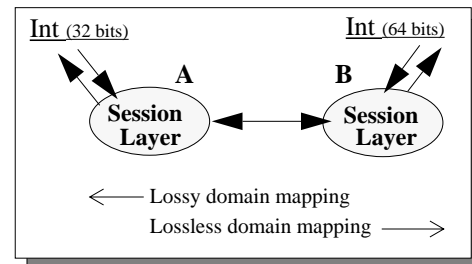 Int (32 bits)
Int (64 bits)
A
B
Session
Layer
Session
Layer
Lossy domain mapping
Lossless domain mapping